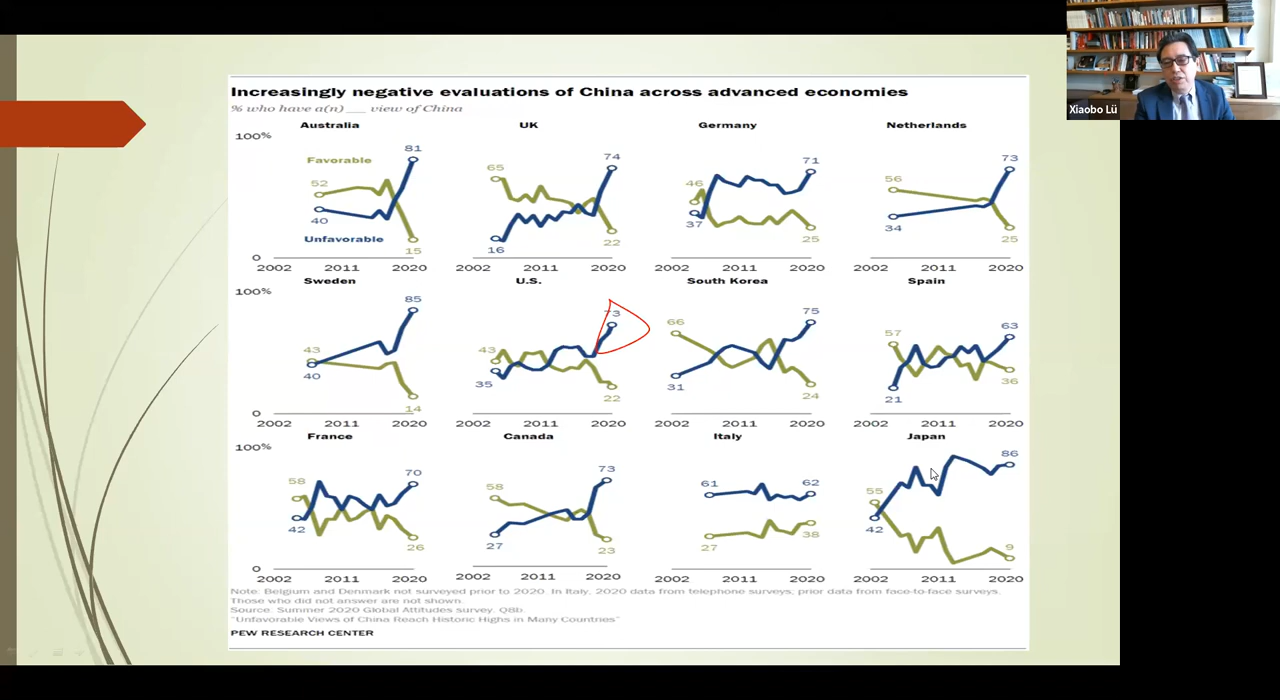 Xiaobo Lü
Increasingly negative evaluations of China across advanced economies
% who have a(n) ___ view of China
Australia
100%
81
Favorable
52
40
Unfavorable
15
0
2002 2011 2020
UK
65
74
16
22
2002 2011 2020
Germany
46
71
37
25
2002 2011 2020
Netherlands
56
73
34
25
2002 2011 2020
Sweden
100%
85
43
40
14
0
2002 2011 2020
U.S.
73
43
35
22
2002 2011 2020
South Korea
66
75
31
24
2002 2011 2020
Spain
57
63
21
36
2002 2011 2020
France
100%
58
70
42
26
0
2002 2011 2020
Canada
58
73
27
23
2002 2011 2020
Italy
61
62
27
38
2002 2011 2020
Japan
55
86
42
9
2002 2011 2020
Note: Belgium and Denmark not surveyed prior to 2020. In Italy, 2020 data from telephone surveys; prior data from face-to-face surveys.
Those who did not answer are not shown.
Source: Summer 2020 Global Attitudes survey. Q8b.
"Unfavorable Views of China Reach Historic Highs in Many Countries"
PEW RESEARCH CENTER